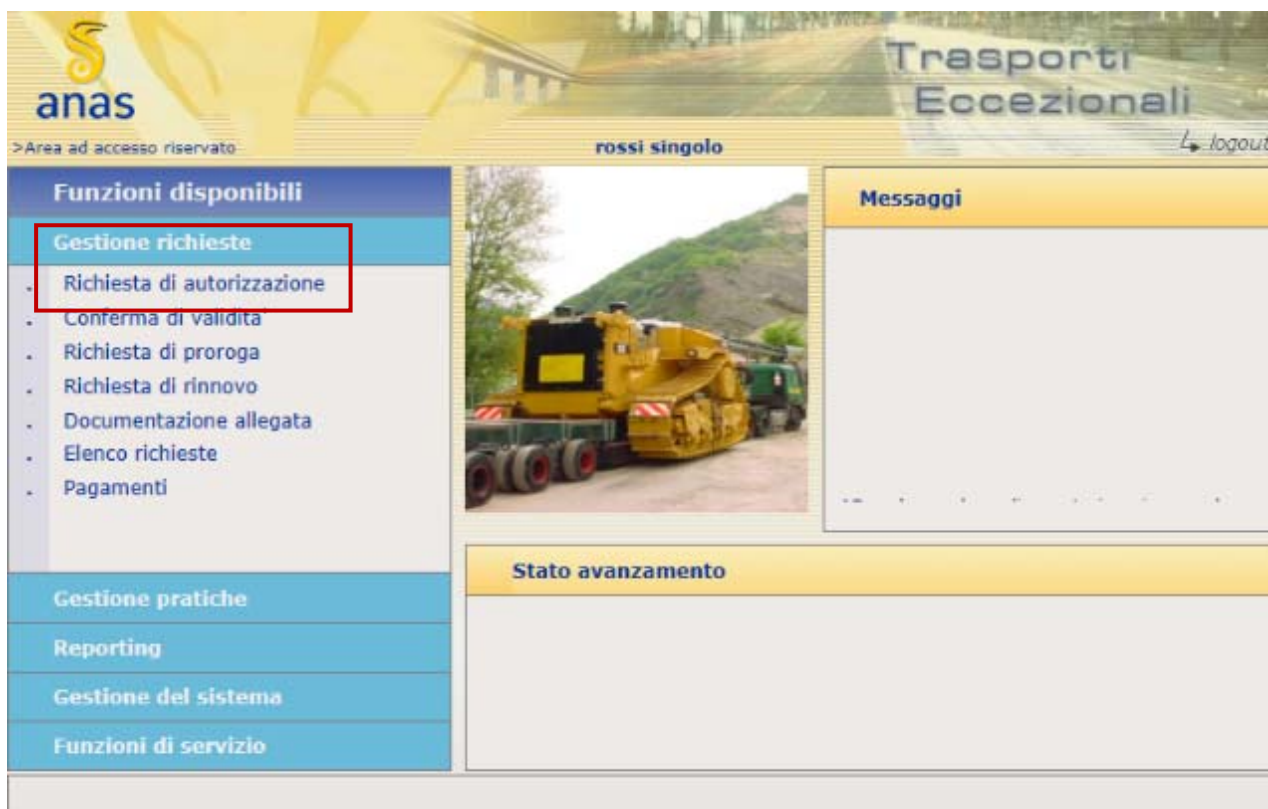 anas
Trasporti
Eccezionali
>Area ad accesso riservato
rossi singolo
logout
Funzioni disponibili
Gestione richieste
. Richiesta di autorizzazione
. Conferma di validita'
. Richiesta di proroga
. Richiesta di rinnovo
. Documentazione allegata
. Elenco richieste
. Pagamenti
Gestione pratiche
Reporting
Gestione del sistema
Funzioni di servizio
Messaggi
Stato avanzamento